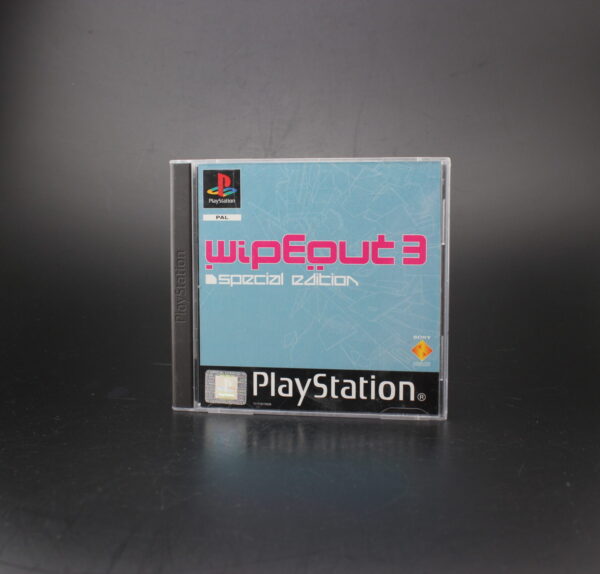 PlayStation
PlayStation
PAL
wipEout 3
special edition
SONY
PlayStation®